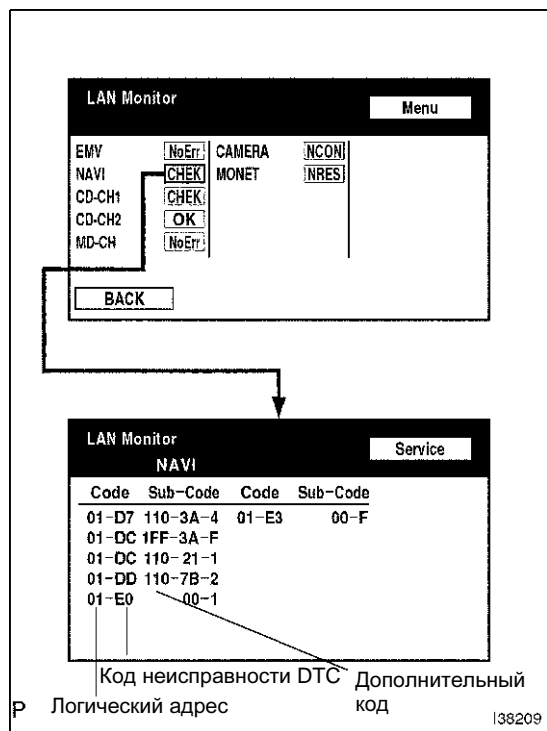 LAN Monitor
Menu
EMV NoErr CAMERA NCON
NAVI CHEK MONET NRES
CD-CH1 CHEK
CD-CH2 OK
MD-CH NoErr
BACK
LAN Monitor
NAVI
Service
Code Sub-Code Code Sub-Code
01-D7 110-3A-4 01-E3 00-F
01-DC 1FF-3A-F
01-DC 110-21-1
01-DD 110-7B-2
01-E0 00-1
Код неисправности DTC
Дополнительный
код
Логический адрес
P
I38209